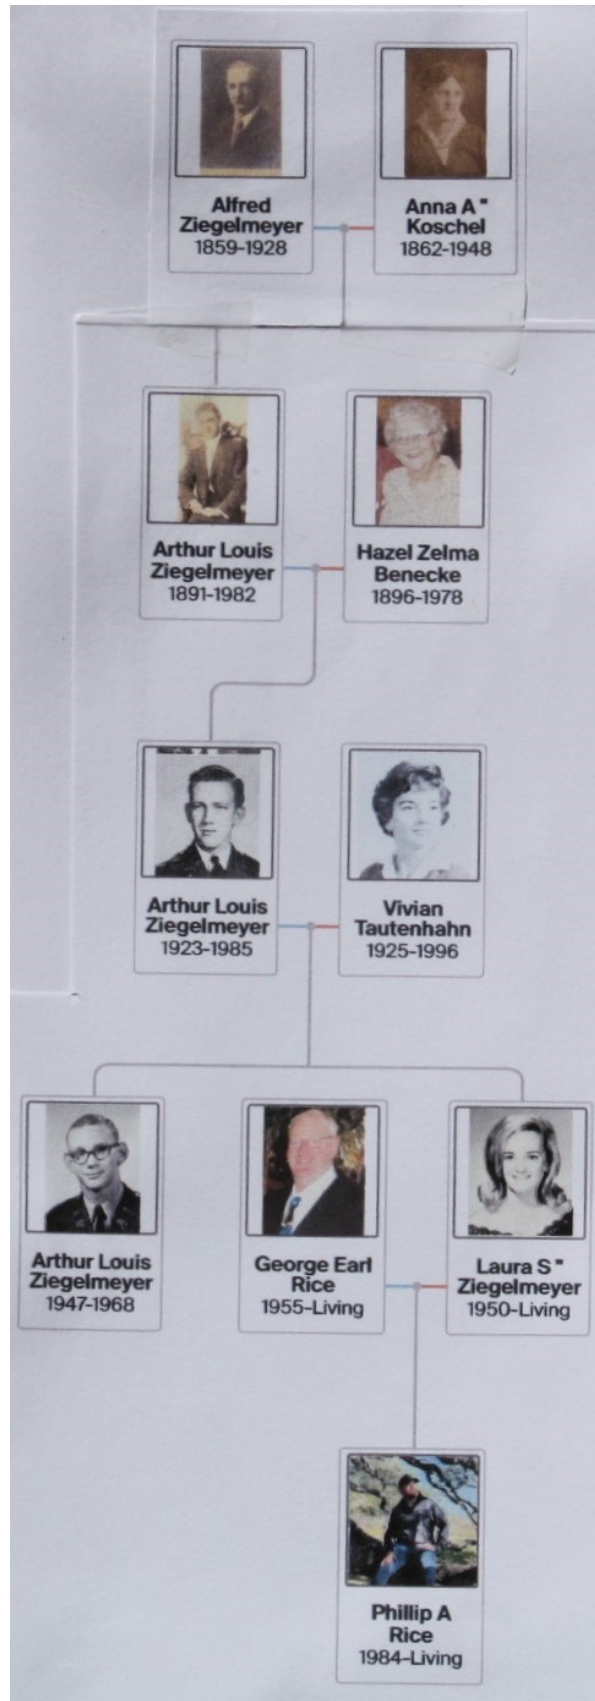 Alfred
Ziegelmeyer
1859-1928
Anna A "
Koschel
1862-1948
Arthur Louis
Ziegelmeyer
1891-1982
Hazel Zelma
Benecke
1896-1978
Arthur Louis
Ziegelmeyer
1923-1985
Vivian
Tautenhahn
1925-1996
Arthur Louis
Ziegelmeyer
1947-1968
George Earl
Rice
1955-Living
Laura S "
Ziegelmeyer
1950-Living
Phillip A
Rice
1984-Living